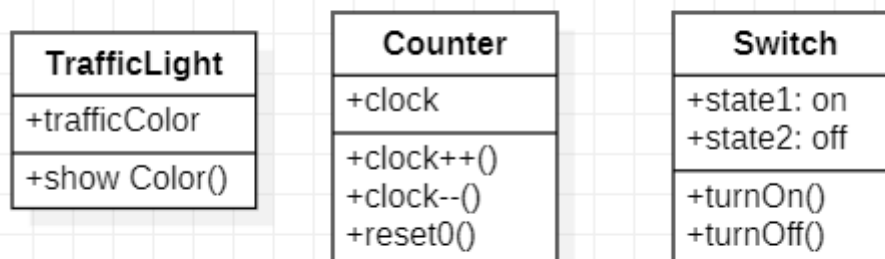 TrafficLight
+trafficColor
+show Color()
Counter
+clock
+clock++()
+clock--()
+reset0()
Switch
+state1: on
+state2: off
+turnOn()
+turnOff()